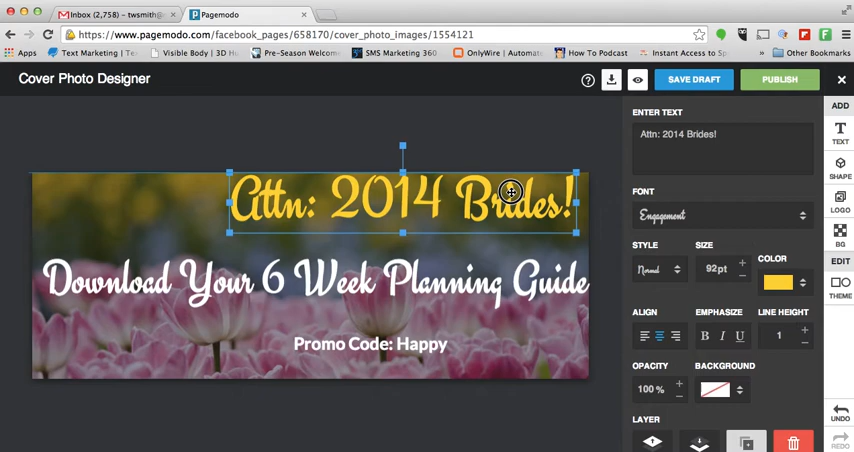 Inbox (2,758) – twsmith@
Pagemodo
https://www.pagemodo.com/facebook_pages/658170/cover_photo_images/1554121
Apps
Text Marketing | Tex
Visible Body | 3D H
Pre-Season Welcome
SMS Marketing 360
OnlyWire | Automat
How To Podcast
Instant Access to Sp
» Other Bookmarks
Cover Photo Designer
SAVE DRAFT
PUBLISH
Attn: 2014 Brides!
Download Your 6 Week Planning Guide
Promo Code: Happy
ENTER TEXT
Attn: 2014 Brides!
FONT
Engagement
STYLE SIZE COLOR
Normal 92pt
ALIGN EMPHASIZE LINE HEIGHT
B I U 1
OPACITY BACKGROUND
100 %
LAYER
ADD
TEXT
SHAPE
LOGO
BG
EDIT
THEME
UNDO
REDO